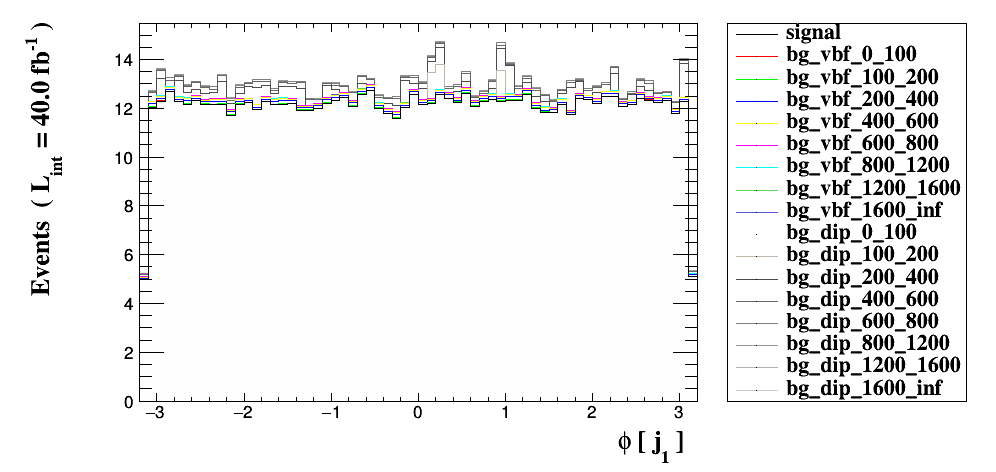 Events ( L_int = 40.0 fb^-1 )
14
12
10
8
6
4
2
0
−3 −2 −1 0 1 2 3
ϕ [ j_1 ]
signal
bg_vbf_0_100
bg_vbf_100_200
bg_vbf_200_400
bg_vbf_400_600
bg_vbf_600_800
bg_vbf_800_1200
bg_vbf_1200_1600
bg_vbf_1600_inf
bg_dip_0_100
bg_dip_100_200
bg_dip_200_400
bg_dip_400_600
bg_dip_600_800
bg_dip_800_1200
bg_dip_1200_1600
bg_dip_1600_inf